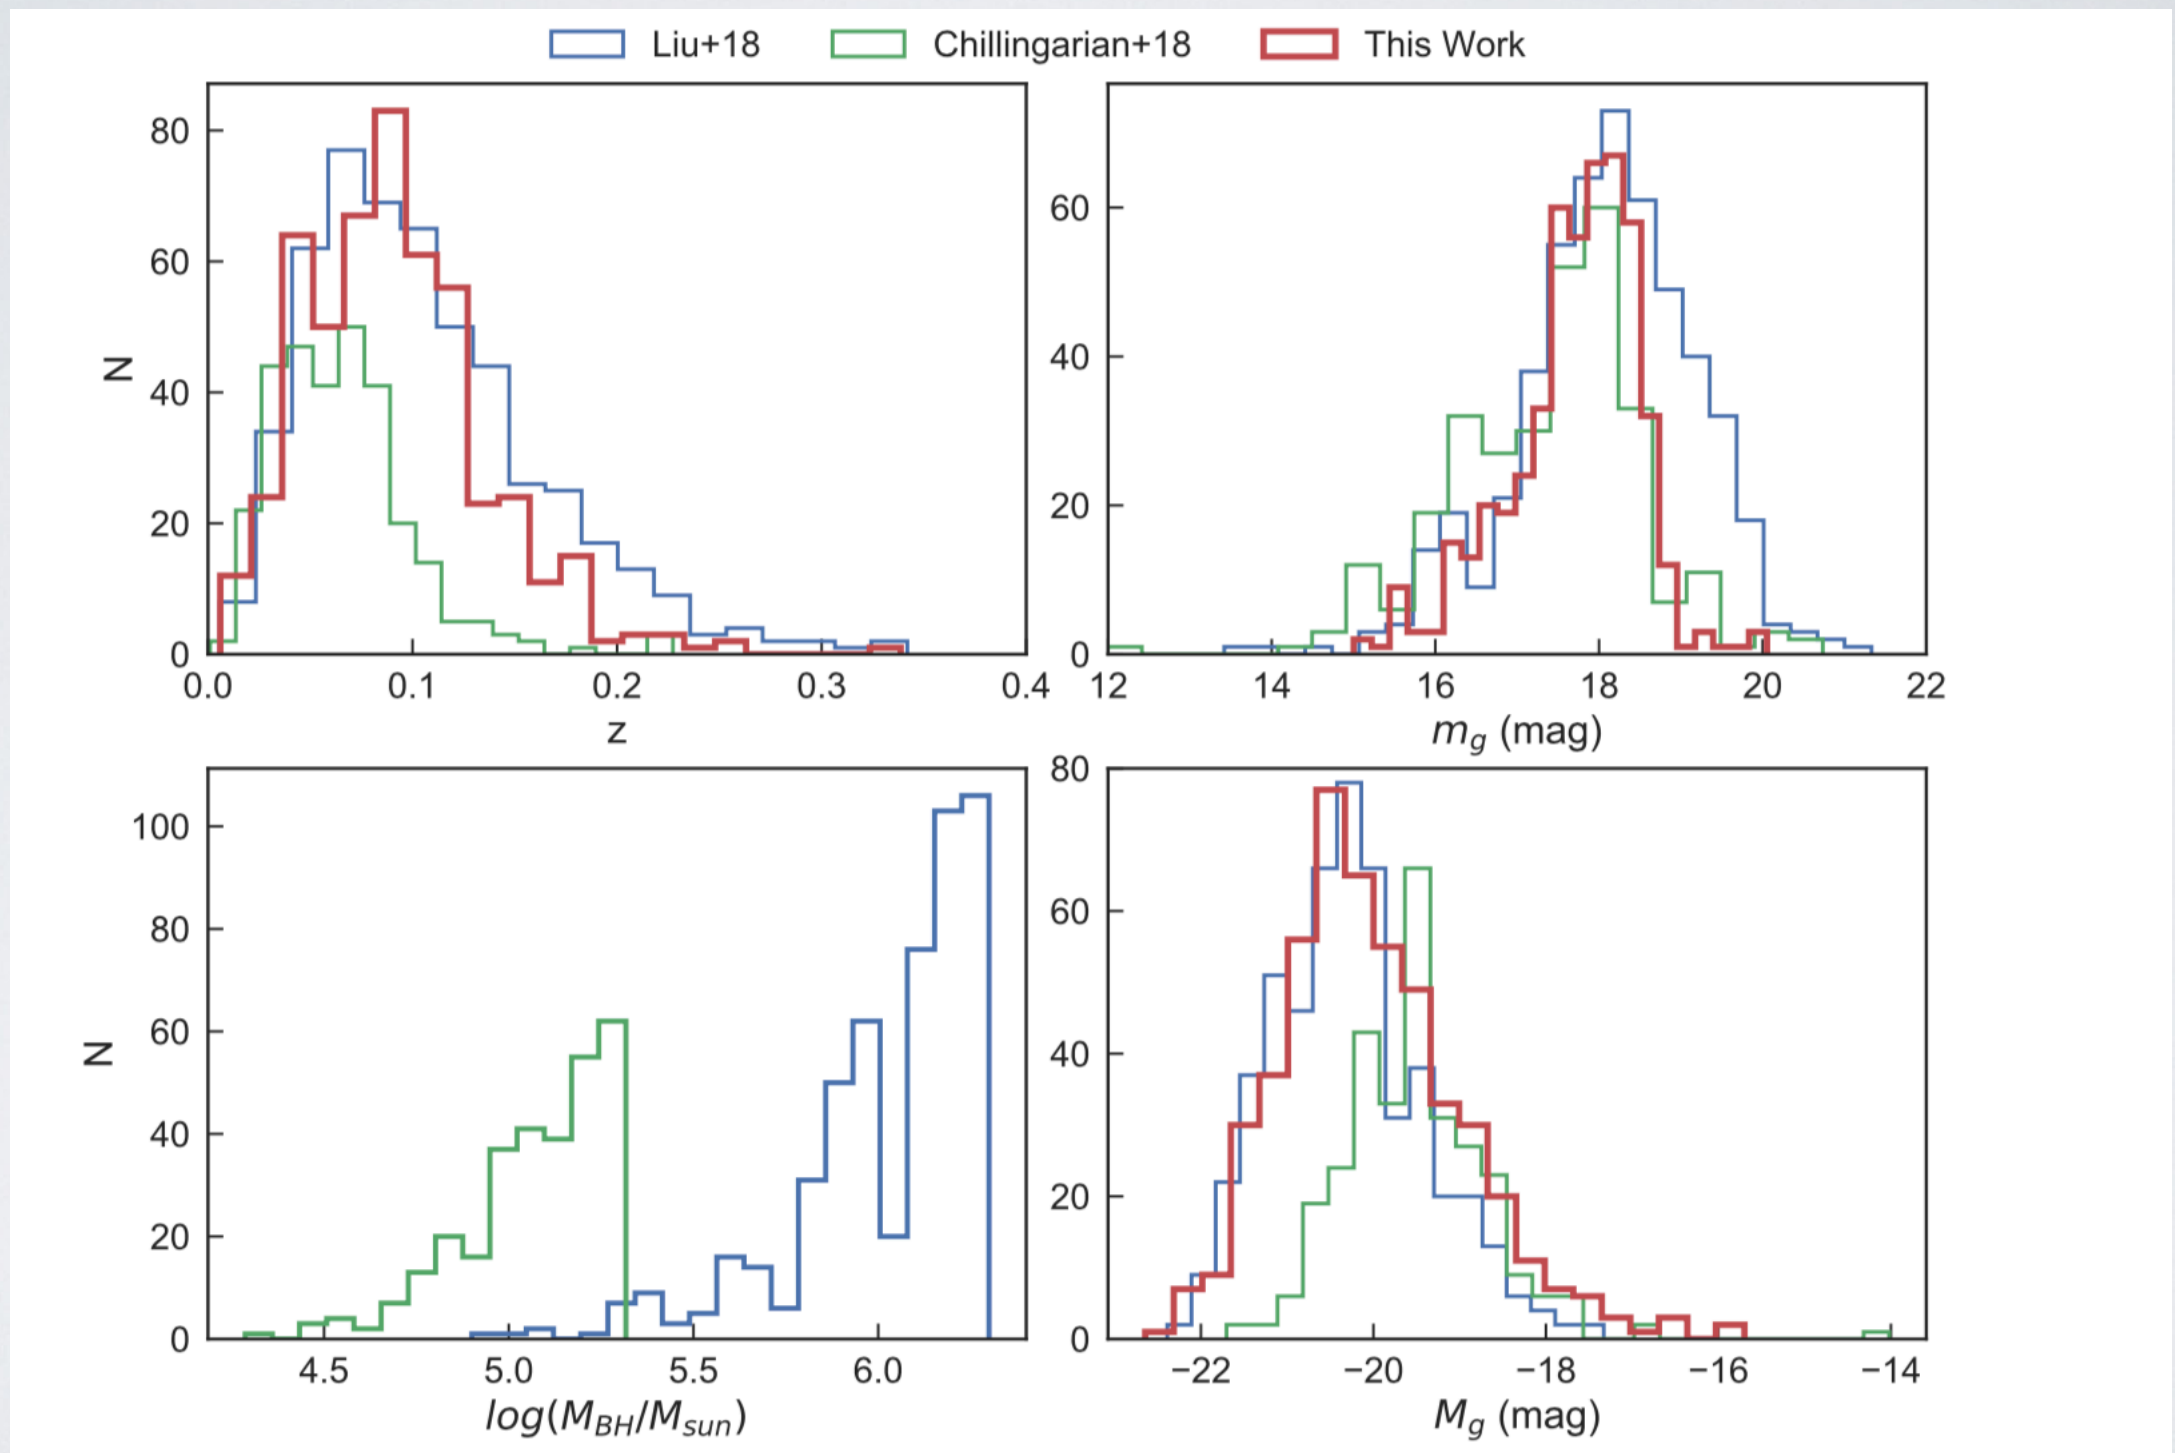 Liu+18 Chillingarian+18 This Work
80
60
40
20
0
N
0.0 0.1 0.2 0.3 0.4
z
60
40
20
0
12 14 16 18 20 22
m_g (mag)
100
80
60
40
20
0
N
4.5 5.0 5.5 6.0
log(M_BH/M_sun)
80
60
40
20
0
−22 −20 −18 −16 −14
M_g (mag)